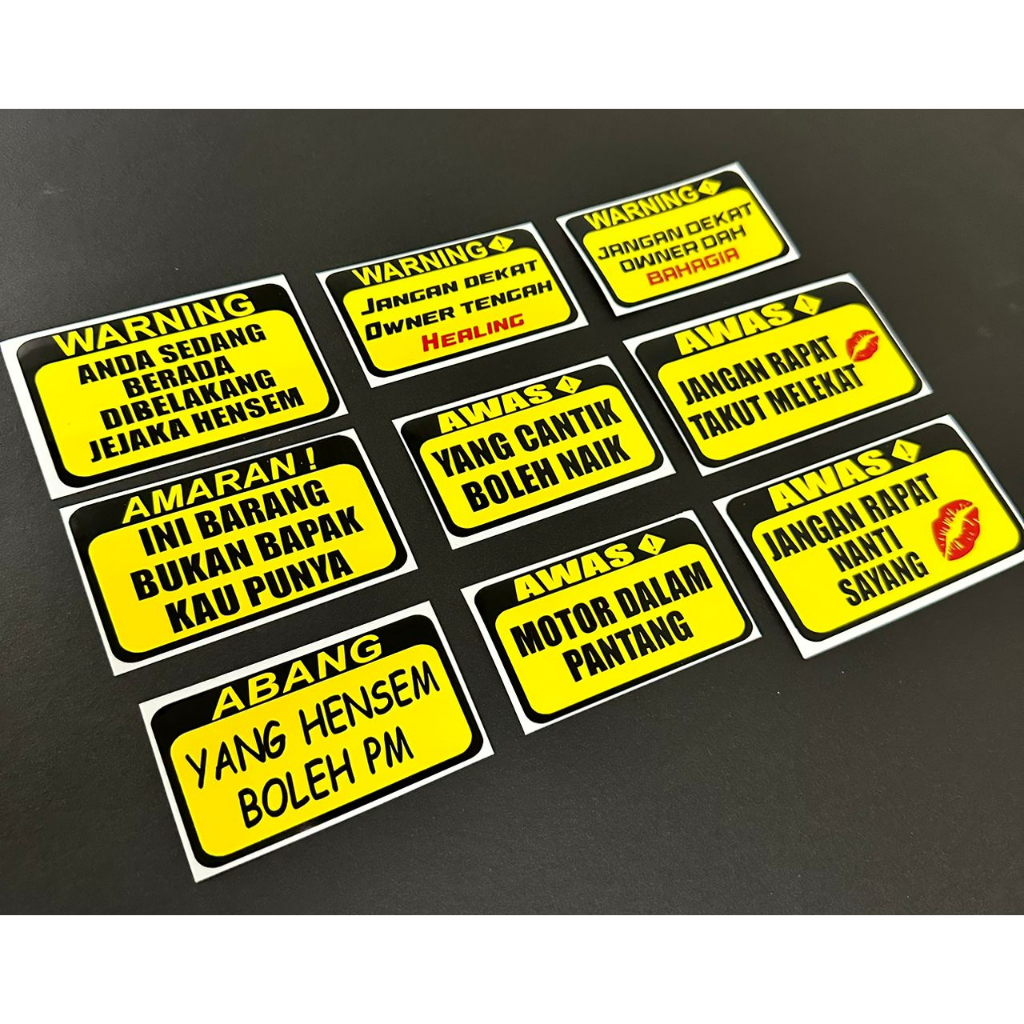 WARNING
ANDA SEDANG
BERADA
DIBELAKANG
JEJAKA HENSEM
WARNING
JANGAN DEKAT
OWNER TENGAH
HEALING
WARNING
JANGAN DEKAT
OWNER DAH
BAHAGIA
AMARAN !
INI BARANG
BUKAN BAPAK
KAU PUNYA
AWAS
YANG CANTIK
BOLEH NAIK
AWAS
JANGAN RAPAT
TAKUT MELEKAT
ABANG
YANG HENSEM
BOLEH PM
AWAS
MOTOR DALAM
PANTANG
AWAS
JANGAN RAPAT
NANTI
SAYANG